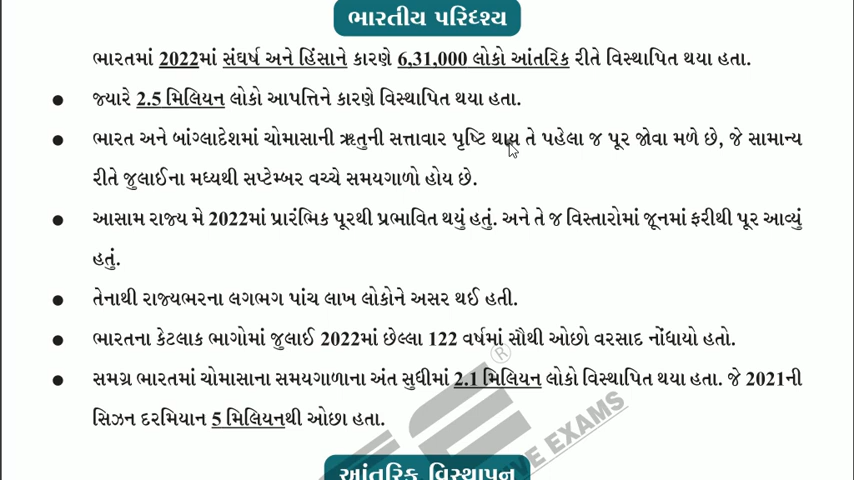 ભારતીય પરિદૃશ્ય
ભારતમાં 2022માં સંઘર્ષ અને હિંસાને કારણે 6,31,000 લોકો આંતરિક રીતે વિસ્થાપિત થયા હતા.
● જ્યારે 2.5 મિલિયન લોકો આપત્તિને કારણે વિસ્થાપિત થયા હતા.
● ભારત અને બાંગ્લાદેશમાં ચોમાસાની ઋતુની સત્તાવાર પૃષ્ટિ થાય તે પહેલા જ પૂર જોવા મળે છે, જે સામાન્ય
રીતે જુલાઈના મધ્યથી સપ્ટેમ્બર વચ્ચે સમયગાળો હોય છે.
● આસામ રાજ્ય મે 2022માં પ્રારંભિક પૂરથી પ્રભાવિત થયું હતું. અને તે જ વિસ્તારોમાં જૂનમાં ફરીથી પૂર આવ્યું
હતું.
● તેનાથી રાજ્યભરના લગભગ પાંચ લાખ લોકોને અસર થઈ હતી.
● ભારતના કેટલાક ભાગોમાં જુલાઈ 2022માં છેલ્લા 122 વર્ષમાં સૌથી ઓછો વરસાદ નોંધાયો હતો.
● સમગ્ર ભારતમાં ચોમાસાના સમયગાળાના અંત સુધીમાં 2.1 મિલિયન લોકો વિસ્થાપિત થયા હતા. જે 2021ની
સિઝન દરમિયાન 5 મિલિયનથી ઓછા હતા.
આંતરિક વિસ્થાપન
EXAMS